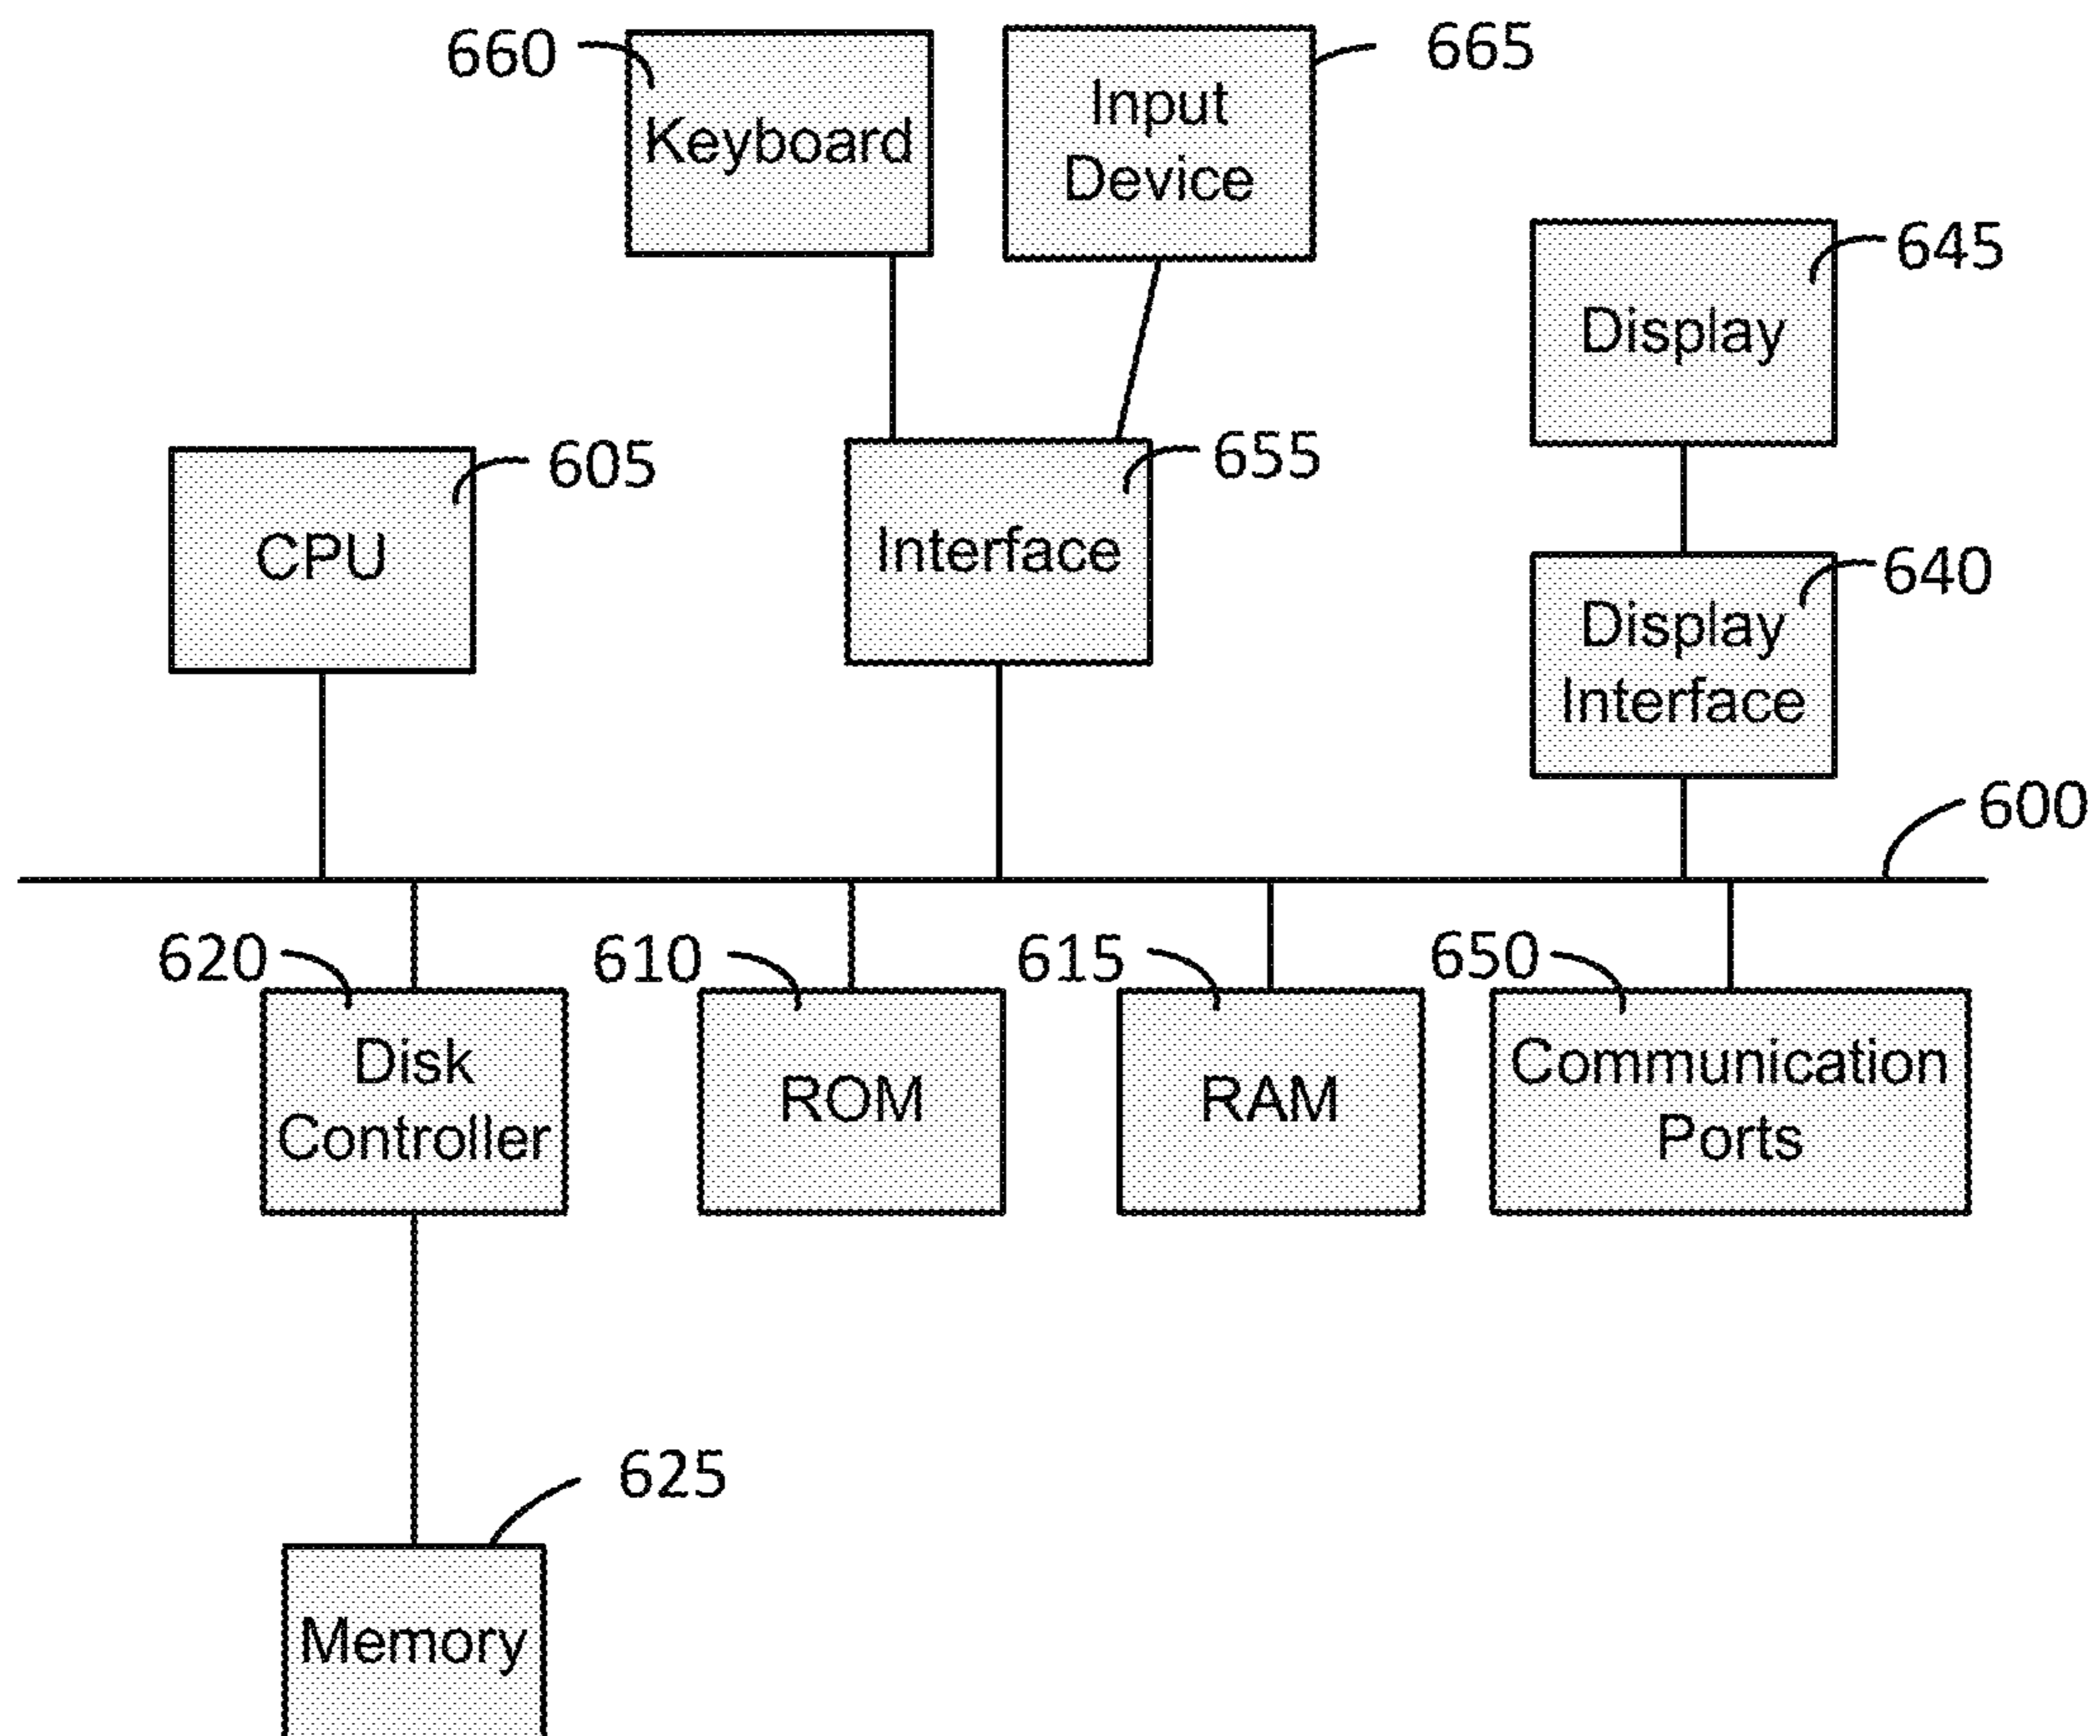 660
Keyboard
Input
Device
665
Display
645
CPU
605
Interface
655
Display
Interface
640
600
620
Disk
Controller
610
ROM
615
RAM
650
Communication
Ports
625
Memory